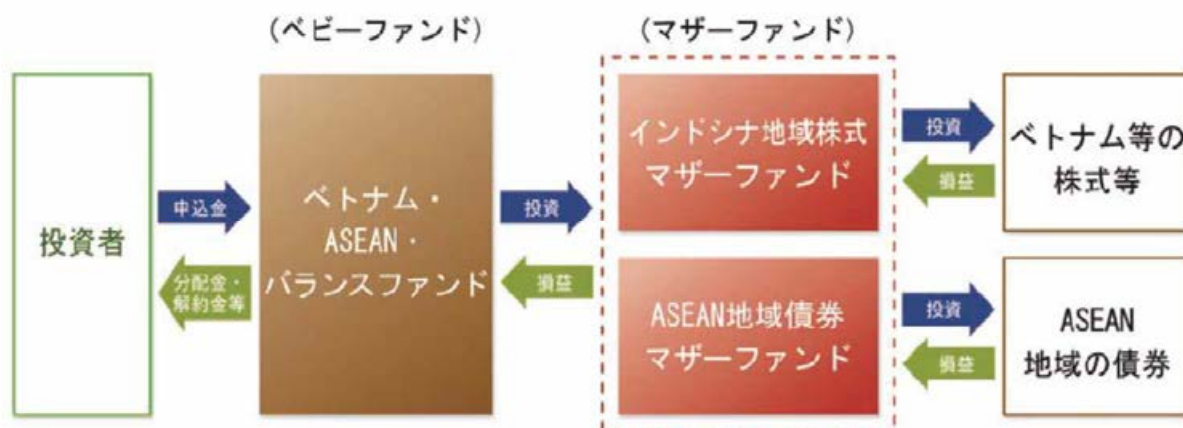 (ベビーファンド)
(マザーファンド)
投資者
申込金
分配金・
解約金等
ベトナム・
ASEAN・
バランスファンド
投資
損益
インドシナ地域株式
マザーファンド
ASEAN地域債券
マザーファンド
投資
損益
ベトナム等の
株式等
投資
損益
ASEAN
地域の債券